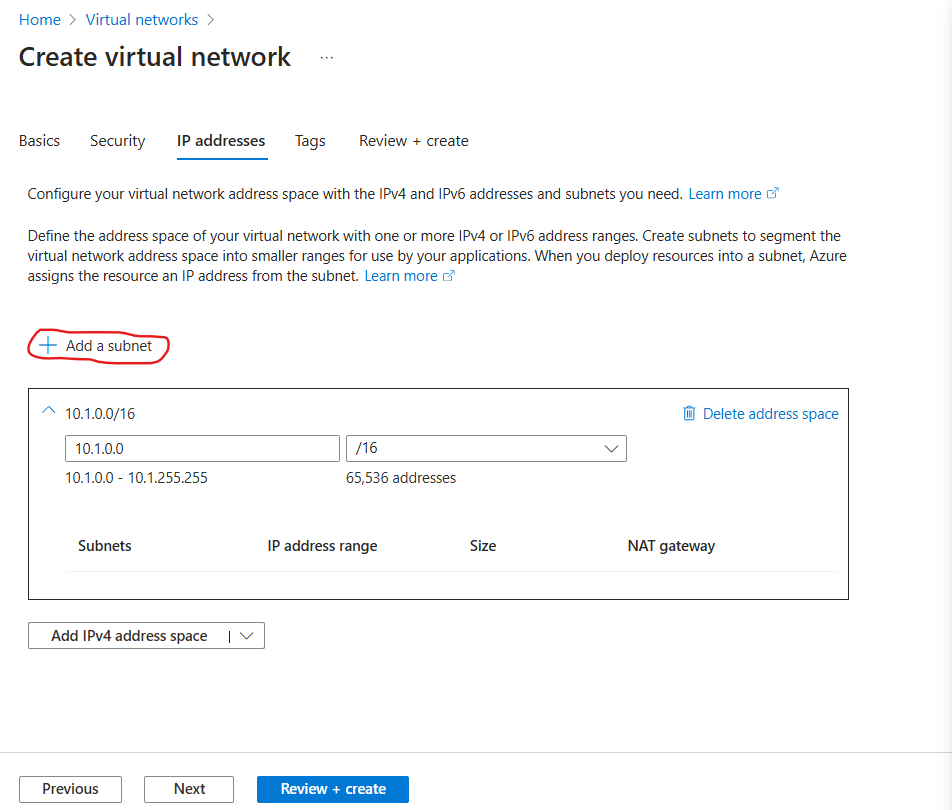 Home > Virtual networks >
Create virtual network ...
Basics Security IP addresses Tags Review + create
Configure your virtual network address space with the IPv4 and IPv6 addresses and subnets you need. Learn more
Define the address space of your virtual network with one or more IPv4 or IPv6 address ranges. Create subnets to segment the
virtual network address space into smaller ranges for use by your applications. When you deploy resources into a subnet, Azure
assigns the resource an IP address from the subnet. Learn more
+ Add a subnet
10.1.0.0/16 Delete address space
10.1.0.0 /16
10.1.0.0 - 10.1.255.255 65,536 addresses
Subnets IP address range Size NAT gateway
Add IPv4 address space |
Previous Next Review + create